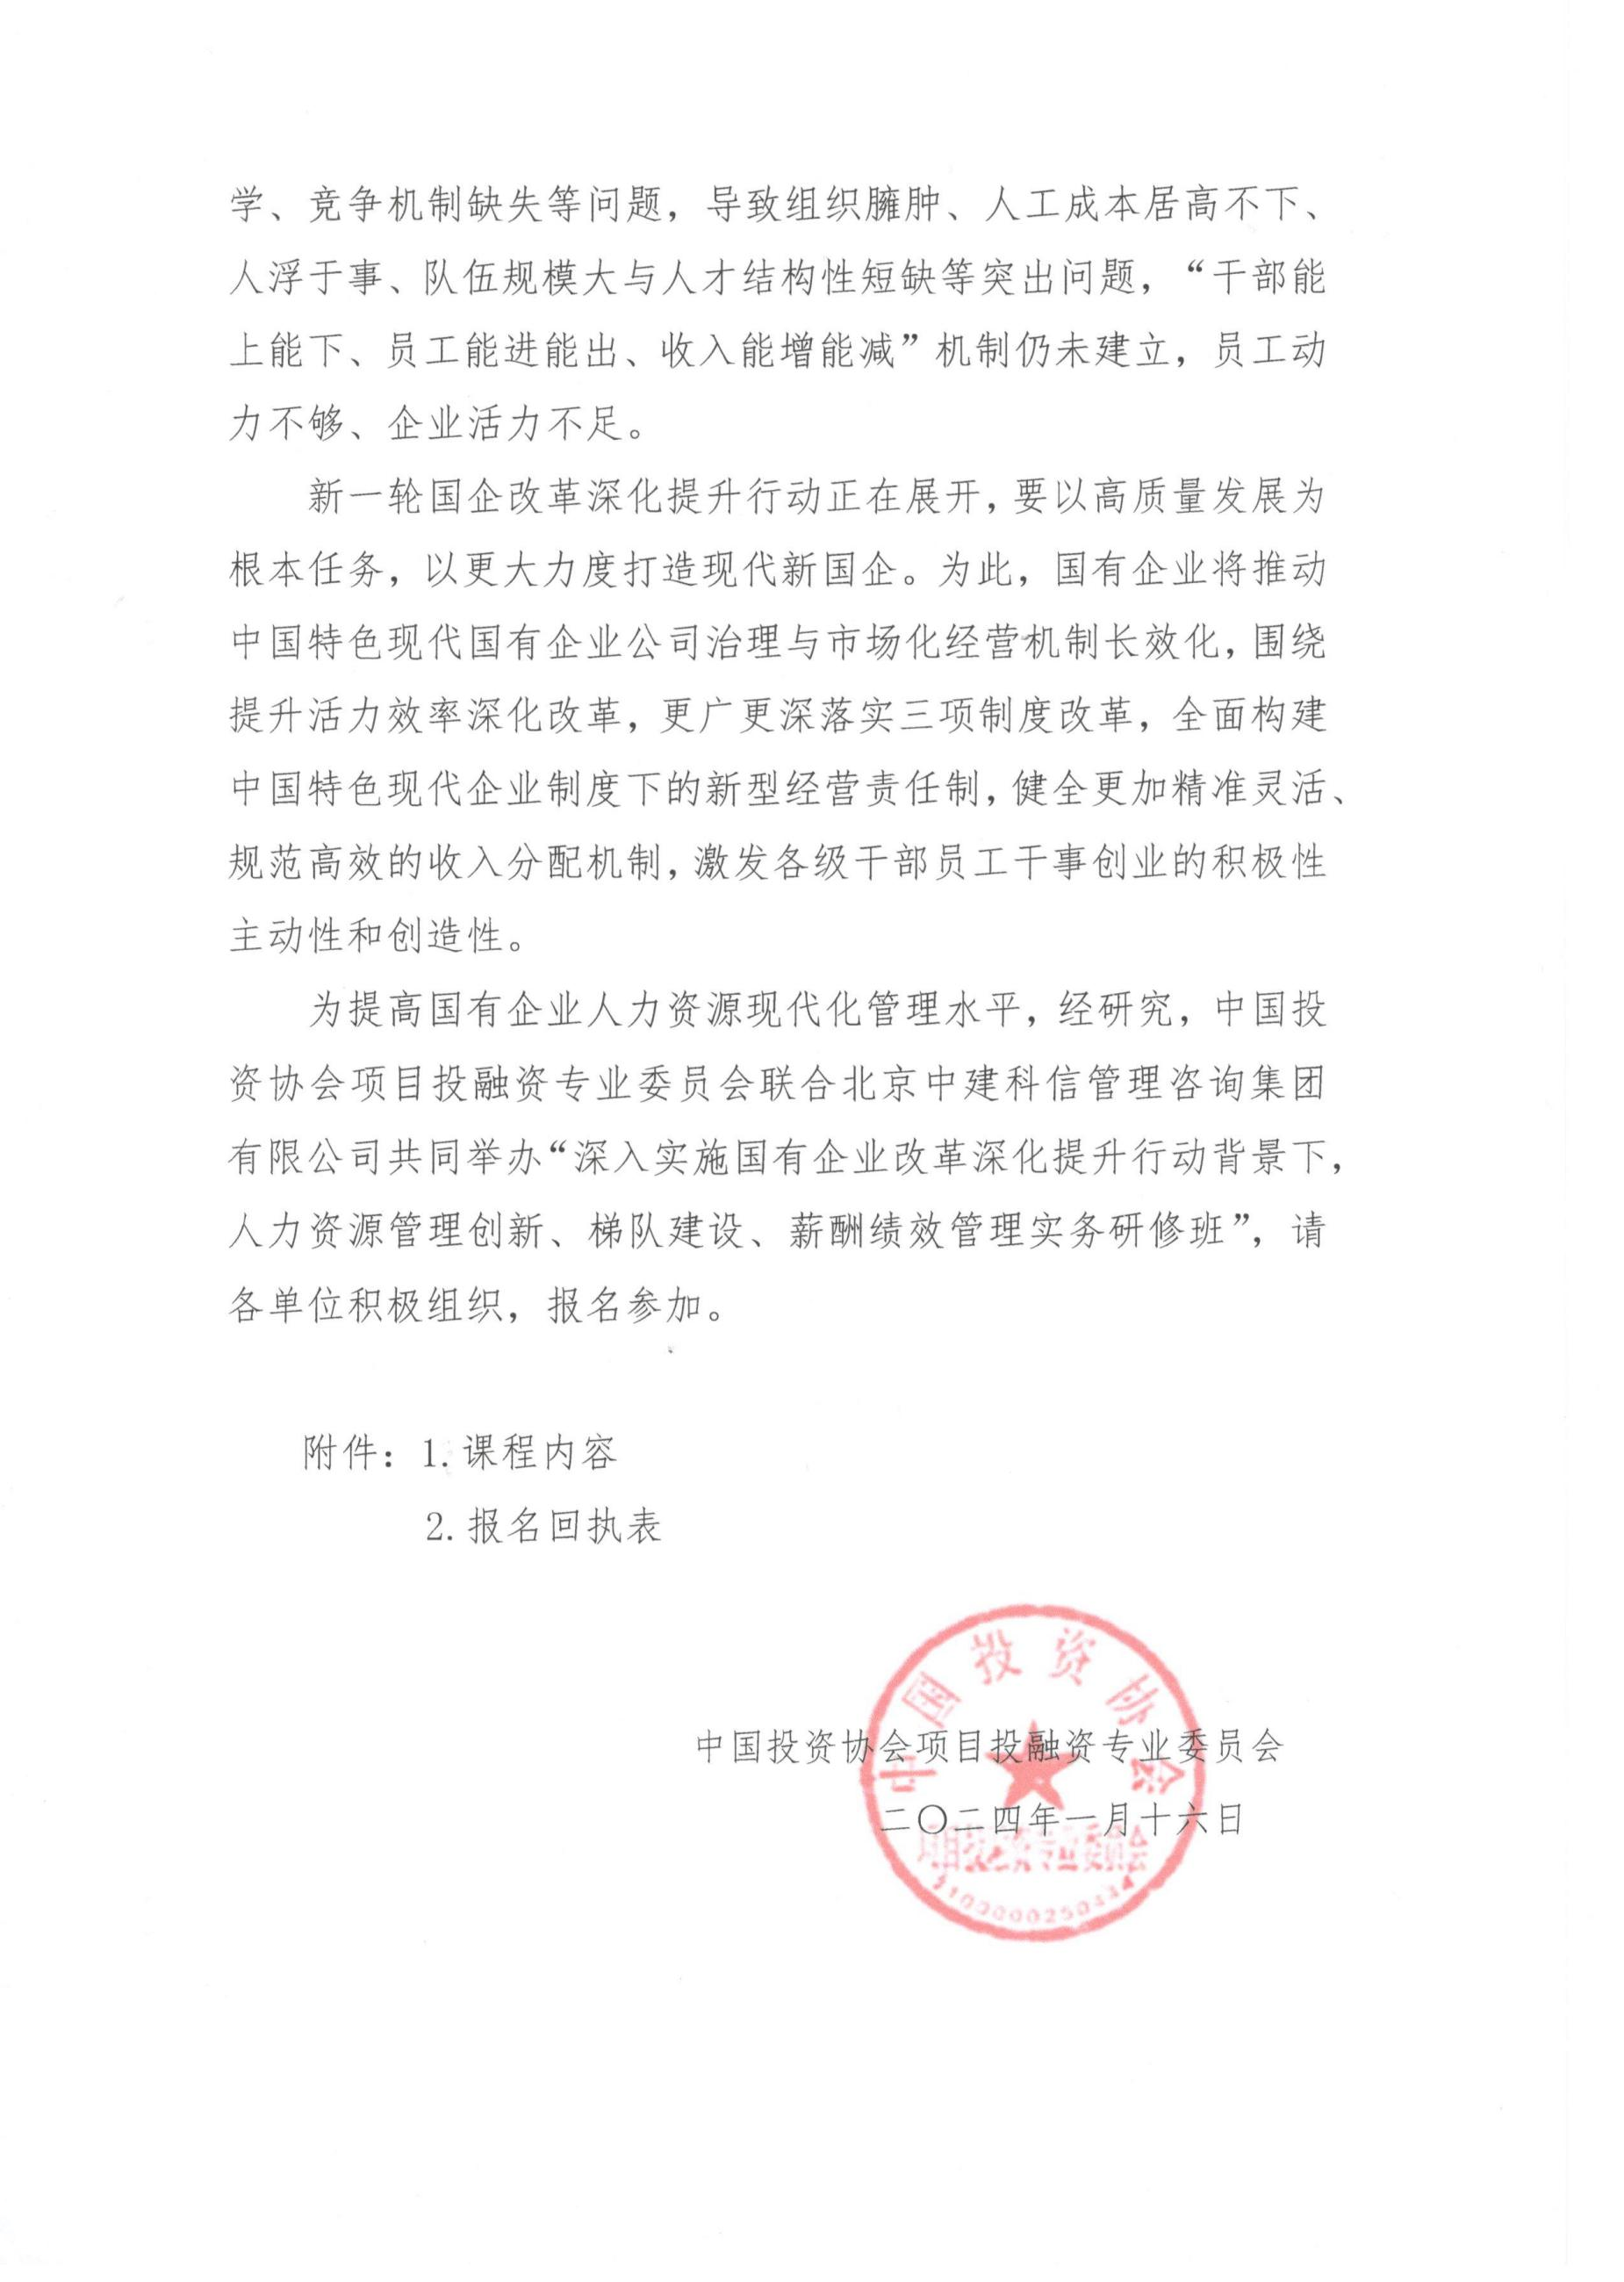 学、竞争机制缺失等问题，导致组织臃肿、人工成本居高不下、
人浮于事、队伍规模大与人才结构性短缺等突出问题，“干部能
上能下、员工能进能出、收入能增能减”机制仍未建立，员工动
力不够、企业活力不足。
新一轮国企改革深化提升行动正在展开，要以高质量发展为
根本任务，以更大力度打造现代新国企。为此，国有企业将推动
中国特色现代国有企业公司治理与市场化经营机制长效化，围绕
提升活力效率深化改革，更广更深落实三项制度改革，全面构建
中国特色现代企业制度下的新型经营责任制，健全更加精准灵活、
规范高效的收入分配机制，激发各级干部员工干事创业的积极性
主动性和创造性。
为提高国有企业人力资源现代化管理水平，经研究，中国投
资协会项目投融资专业委员会联合北京中建科信管理咨询集团
有限公司共同举办“深入实施国有企业改革深化提升行动背景下，
人力资源管理创新、梯队建设、薪酬绩效管理实务研修班”，请
各单位积极组织，报名参加。
附件：1.课程内容
2.报名回执表
中国投资协会项目投融资专业委员会
二〇二四年一月十六日
中国投资协会
项目投融资专业委员会